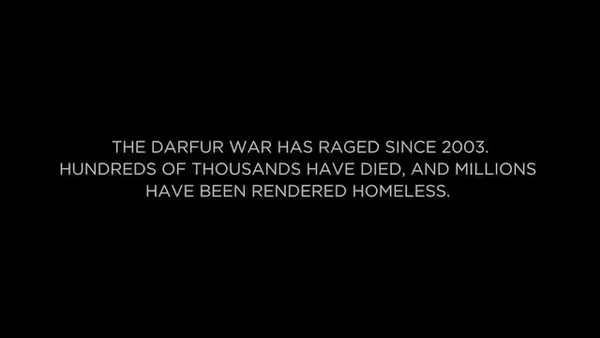 THE DARFUR WAR HAS RAGED SINCE 2003.
HUNDREDS OF THOUSANDS HAVE DIED, AND MILLIONS
HAVE BEEN RENDERED HOMELESS.